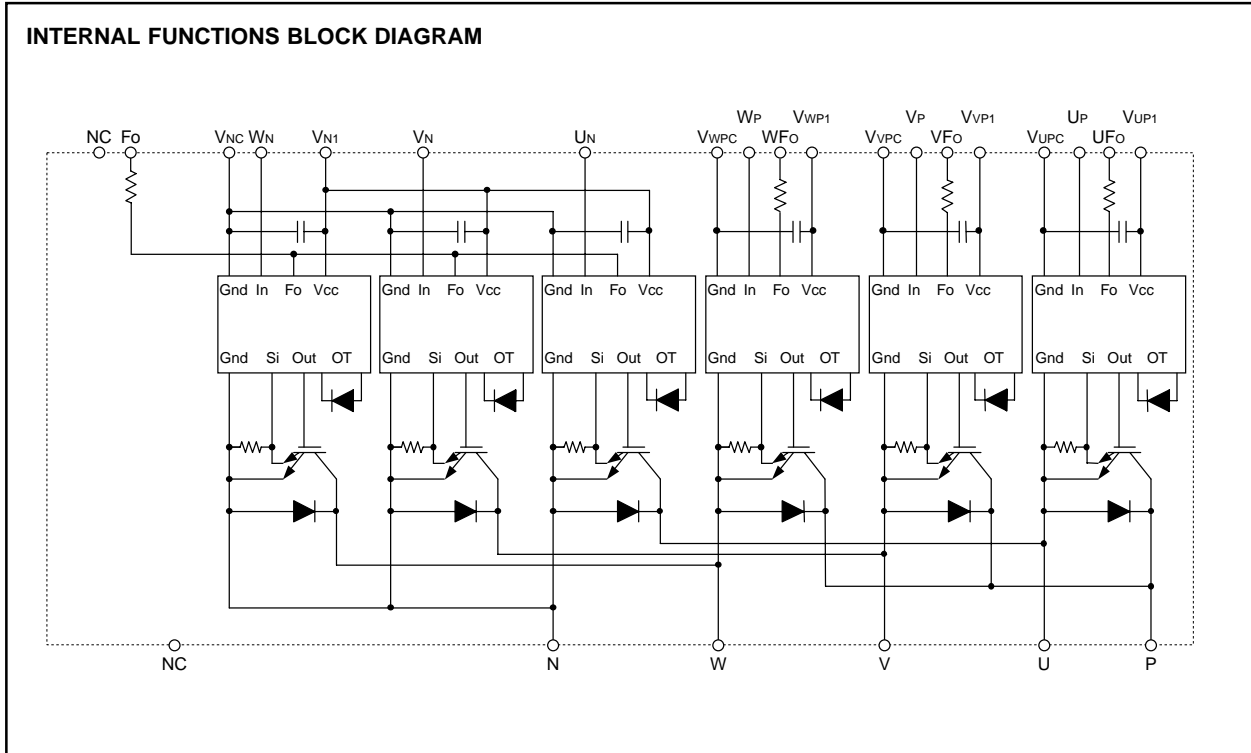 INTERNAL FUNCTIONS BLOCK DIAGRAM
WP VWP1 VP VVP1 UP VUP1
NC FO VNC WN VN1 VN UN VWPC WFO VVPC VFO VUPC UFO
Gnd In Fo Vcc Gnd In Fo Vcc Gnd In Fo Vcc Gnd In Fo Vcc Gnd In Fo Vcc Gnd In Fo Vcc
Gnd Si Out OT Gnd Si Out OT Gnd Si Out OT Gnd Si Out OT Gnd Si Out OT Gnd Si Out OT
NC N W V U P